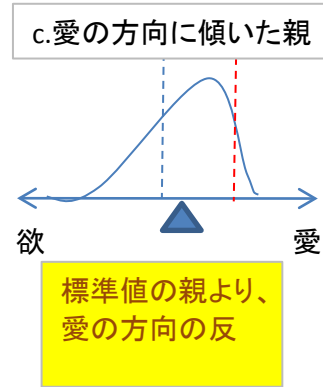 c.愛の方向に傾いた親
欲 愛
標準値の親より、
愛の方向の反